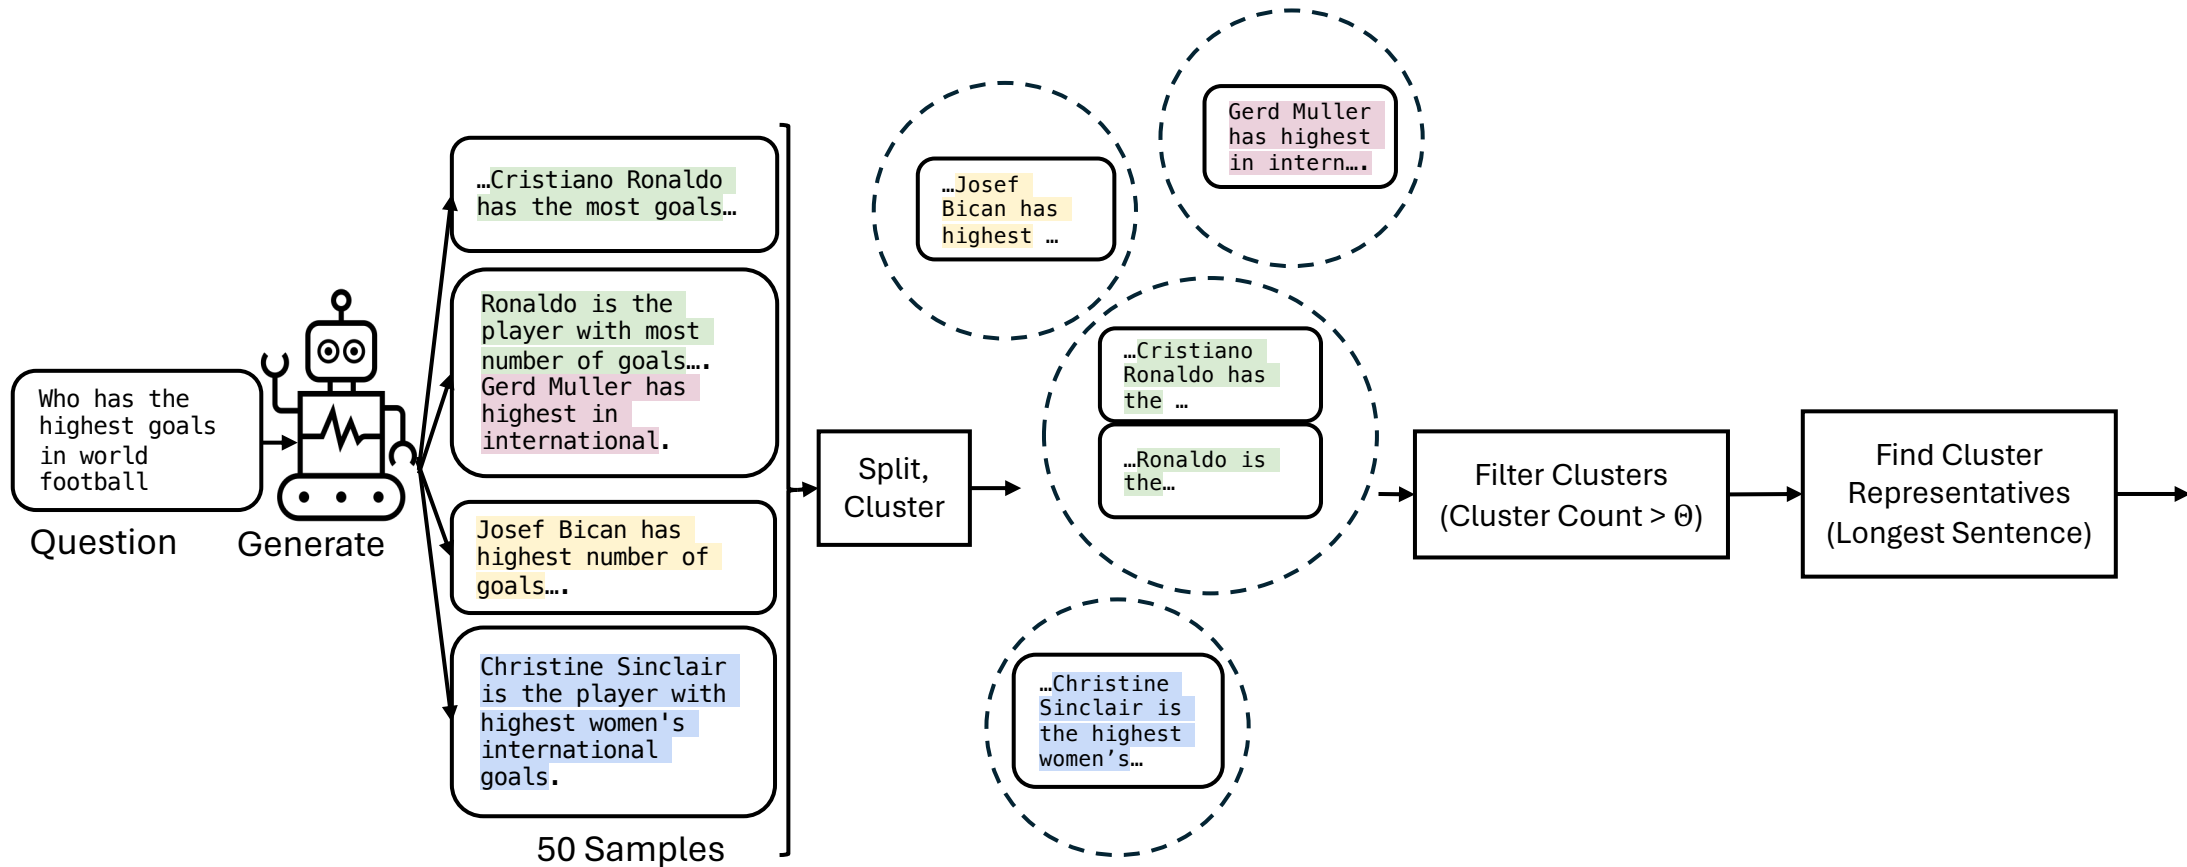 Who has the
highest goals
in world
football
Question
Generate
…Cristiano Ronaldo
has the most goals…
Ronaldo is the
player with most
number of goals….
Gerd Muller has
highest in
international.
Josef Bican has
highest number of
goals….
Christine Sinclair
is the player with
highest women's
international
goals.
50 Samples
Split,
Cluster
…Josef
Bican has
highest …
Gerd Muller
has highest
in intern….
…Cristiano
Ronaldo has
the …
…Ronaldo is
the…
…Christine
Sinclair is
the highest
women’s…
Filter Clusters
(Cluster Count > Θ)
Find Cluster
Representatives
(Longest Sentence)